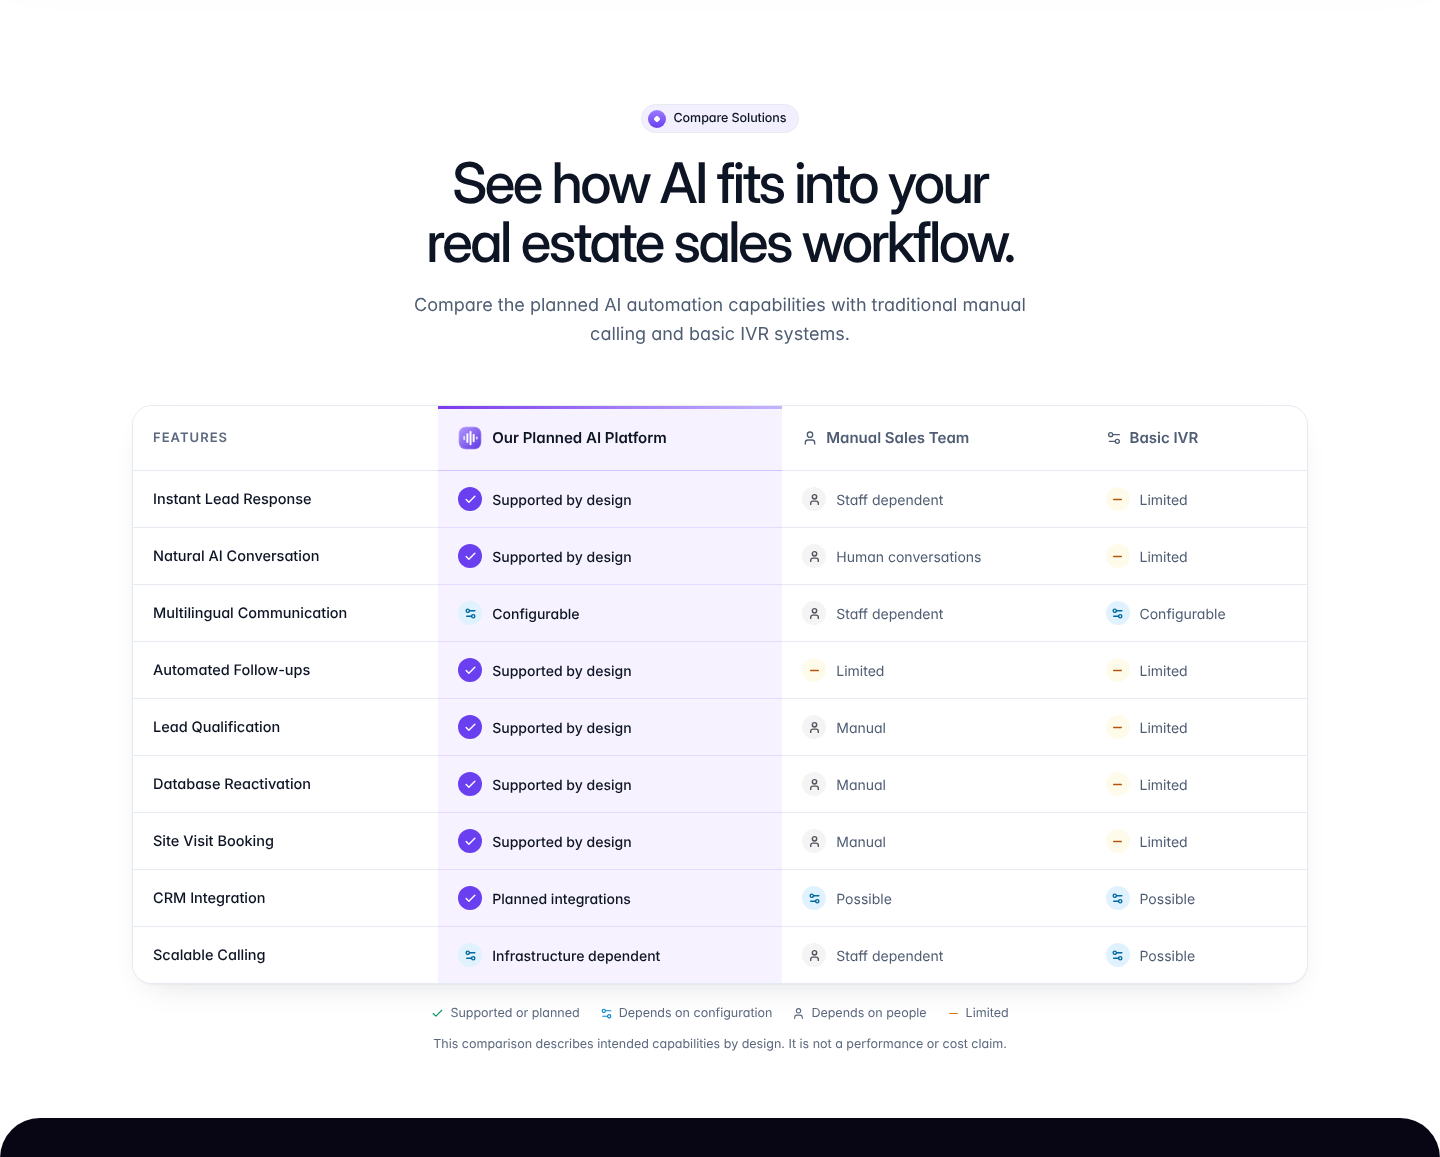 Compare Solutions
See how AI fits into your
real estate sales workflow.
Compare the planned AI automation capabilities with traditional manual
calling and basic IVR systems.
FEATURES Our Planned AI Platform Manual Sales Team Basic IVR
Instant Lead Response Supported by design Staff dependent Limited
Natural AI Conversation Supported by design Human conversations Limited
Multilingual Communication Configurable Staff dependent Configurable
Automated Follow-ups Supported by design Limited Limited
Lead Qualification Supported by design Manual Limited
Database Reactivation Supported by design Manual Limited
Site Visit Booking Supported by design Manual Limited
CRM Integration Planned integrations Possible Possible
Scalable Calling Infrastructure dependent Staff dependent Possible
Supported or planned Depends on configuration Depends on people Limited
This comparison describes intended capabilities by design. It is not a performance or cost claim.